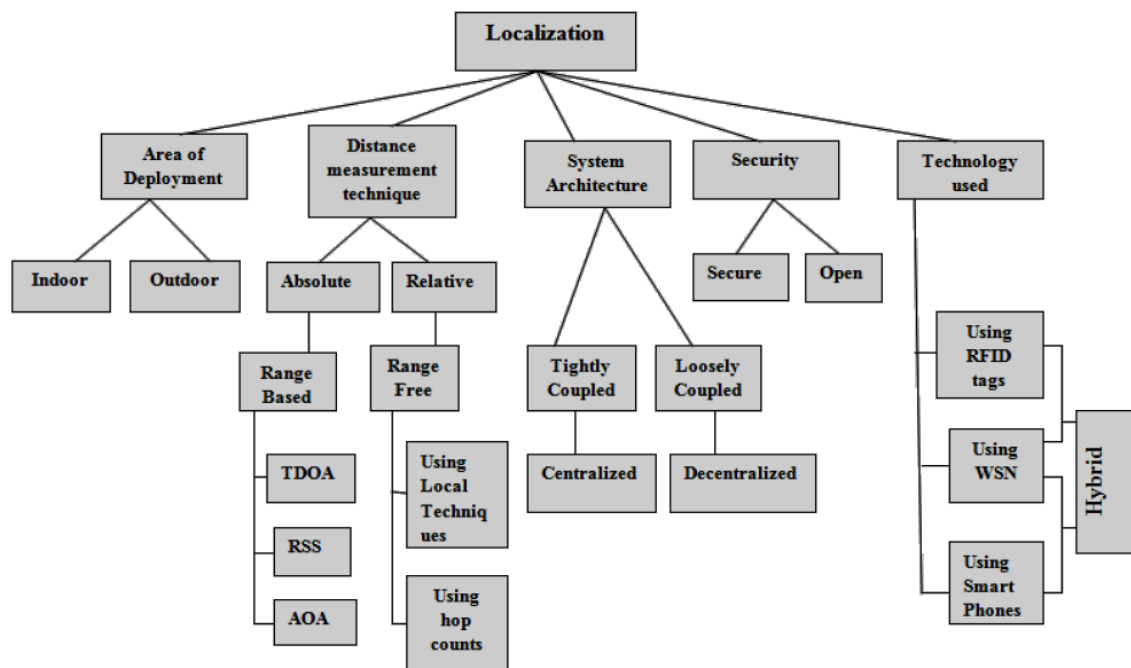 Localization
Area of
Deployment
Distance
measurement
technique
System
Architecture
Security
Technology
used
Indoor
Outdoor
Absolute
Relative
Secure
Open
Range
Based
Range
Free
Tightly
Coupled
Loosely
Coupled
Using
RFID
tags
TDOA
Using
Local
Techniq
ues
Centralized
Decentralized
Using
WSN
Hybrid
RSS
AOA
Using
hop
counts
Using
Smart
Phones